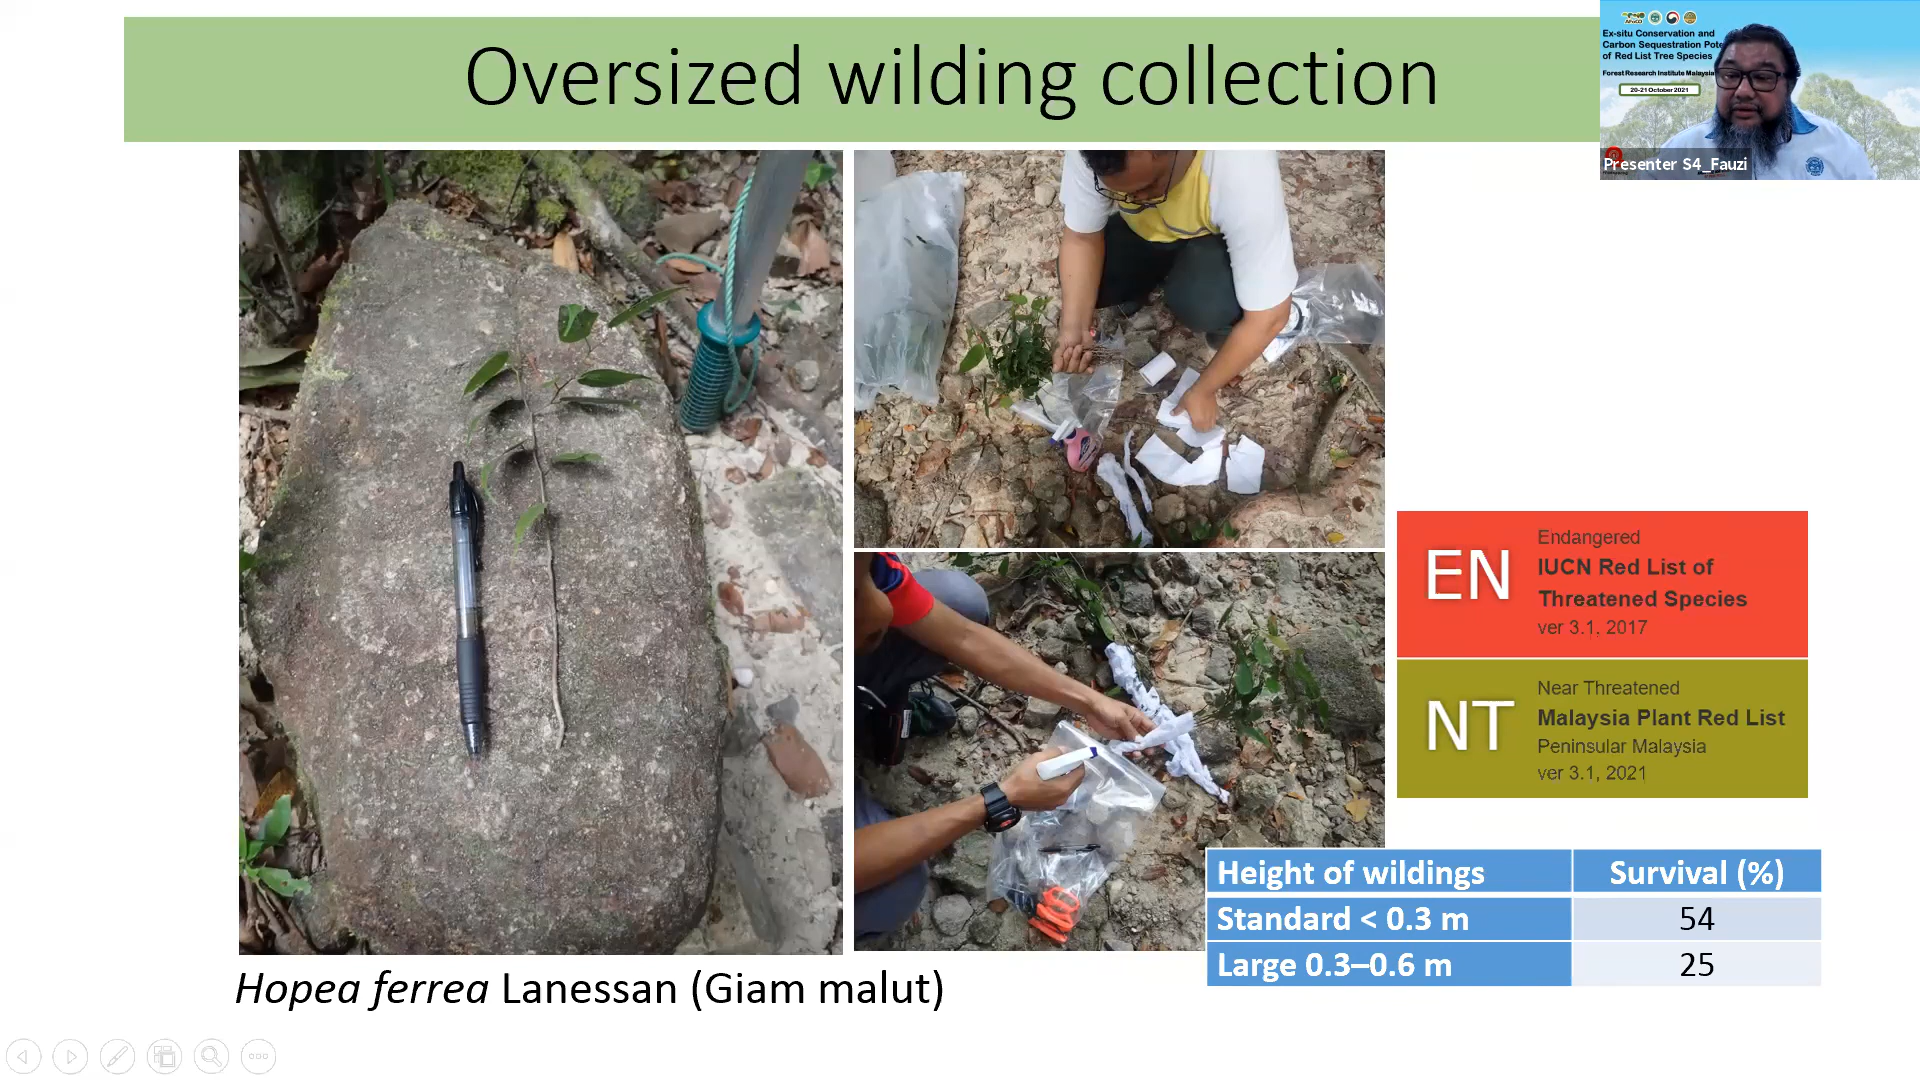 Oversized wilding collection
Ex-situ Conservation and
Carbon Sequestration Pote
of Red List Tree Species
Forest Research Institute Malaysia
20-21 October 2021
Presenter S4_Fauzi
EN
Endangered
IUCN Red List of
Threatened Species
ver 3.1, 2017
NT
Near Threatened
Malaysia Plant Red List
Peninsular Malaysia
ver 3.1, 2021
Height of wildings Survival (%)
Standard < 0.3 m 54
Large 0.3–0.6 m 25
Hopea ferrea Lanessan (Giam malut)